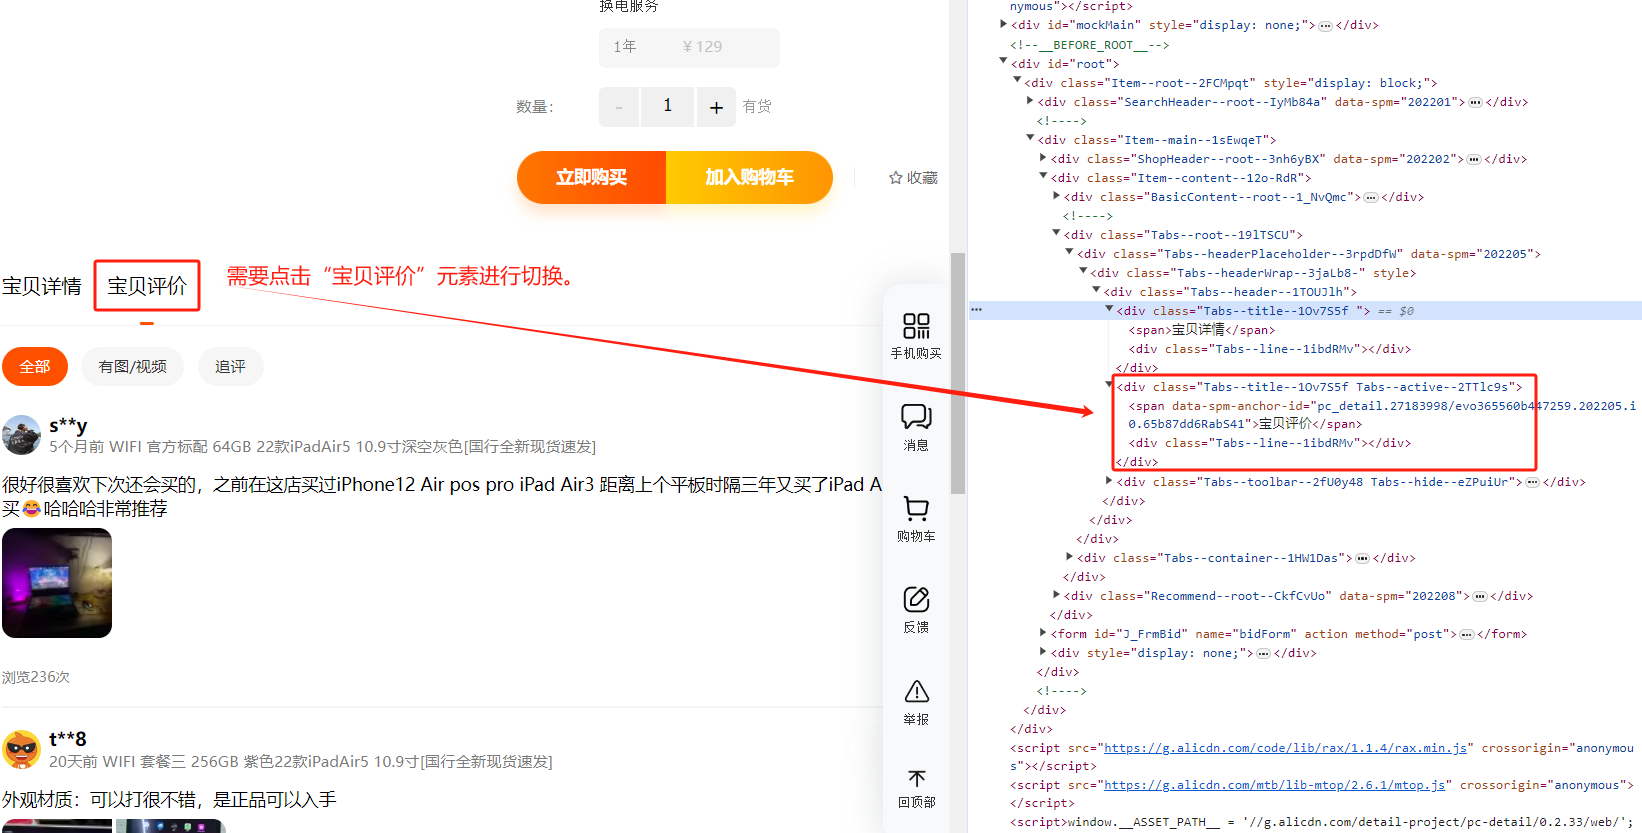 换电服务
1年 ￥129
数量： - 1 + 有货
立即购买 加入购物车 收藏
宝贝详情 宝贝评价 需要点击“宝贝评价”元素进行切换。
全部 有图/视频 追评
s**y
5个月前 WIFI 官方标配 64GB 22款iPadAir5 10.9寸深空灰色[国行全新现货速发]
很好很喜欢下次还会买的，之前在这店买过iPhone12 Air pos pro iPad Air3 距离上个平板时隔三年又买了iPad A
买😂哈哈哈非常推荐
浏览236次
t**8
20天前 WIFI 套餐三 256GB 紫色22款iPadAir5 10.9寸[国行全新现货速发]
外观材质：可以打很不错，是正品可以入手
手机购买
消息
购物车
反馈
举报
回顶部
nymous"></script>
<div id="mockMain" style="display: none;">…</div>
<!--__BEFORE_ROOT__-->
<div id="root">
<div class="Item--root--2FCMpqt" style="display: block;">
<div class="SearchHeader--root--IyMb84a" data-spm="202201">…</div>
<!---->
<div class="Item--main--1sEwqeT">
<div class="ShopHeader--root--3nh6yBX" data-spm="202202">…</div>
<div class="Item--content--12o-RdR">
<div class="BasicContent--root--1_NvQmc">…</div>
<!---->
<div class="Tabs--root--19lTSCU">
<div class="Tabs--headerPlaceholder--3rpdDfW" data-spm="202205">
<div class="Tabs--headerWrap--3jaLb8-" style>
<div class="Tabs--header--1TOUJlh">
… <div class="Tabs--title--1Ov7S5f "> == $0
<span>宝贝详情</span>
<div class="Tabs--line--1ibdRMv"></div>
</div>
<div class="Tabs--title--1Ov7S5f Tabs--active--2TTlc9s">
<span data-spm-anchor-id="pc_detail.27183998/evo365560b447259.202205.i
0.65b87dd6RabS41">宝贝评价</span>
<div class="Tabs--line--1ibdRMv"></div>
</div>
<div class="Tabs--toolbar--2fU0y48 Tabs--hide--eZPuiUr">…</div>
</div>
</div>
</div>
<div class="Tabs--container--1HW1Das">…</div>
</div>
<div class="Recommend--root--CkfCvUo" data-spm="202208">…</div>
</div>
<form id="J_FrmBid" name="bidForm" action method="post">…</form>
<div style="display: none;">…</div>
</div>
<!---->
</div>
</div>
<script src="https://g.alicdn.com/code/lib/rax/1.1.4/rax.min.js" crossorigin="anonymou
s"></script>
<script src="https://g.alicdn.com/mtb/lib-mtop/2.6.1/mtop.js" crossorigin="anonymous">
</script>
<script>window.__ASSET_PATH__ = '//g.alicdn.com/detail-project/pc-detail/0.2.33/web/';